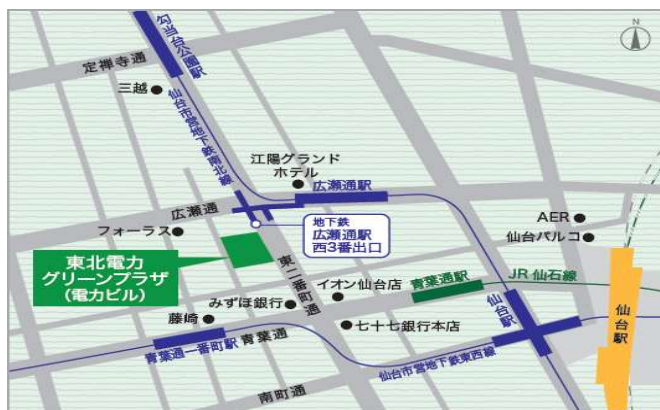 N
勾当台公園駅
定禅寺通
三越
仙台市営地下鉄南北線
江陽グランド
ホテル
広瀬通駅
広瀬通
地下鉄
広瀬通駅
西3番出口
フォーラス
AER
仙台パルコ
東北電力
グリーンプラザ
(電力ビル)
東二番町通
イオン仙台店
青葉通駅
JR 仙石線
みずほ銀行
仙台駅
仙台駅
藤崎
七十七銀行本店
青葉通一番町駅
青葉通
仙台市営地下鉄東西線
南町通